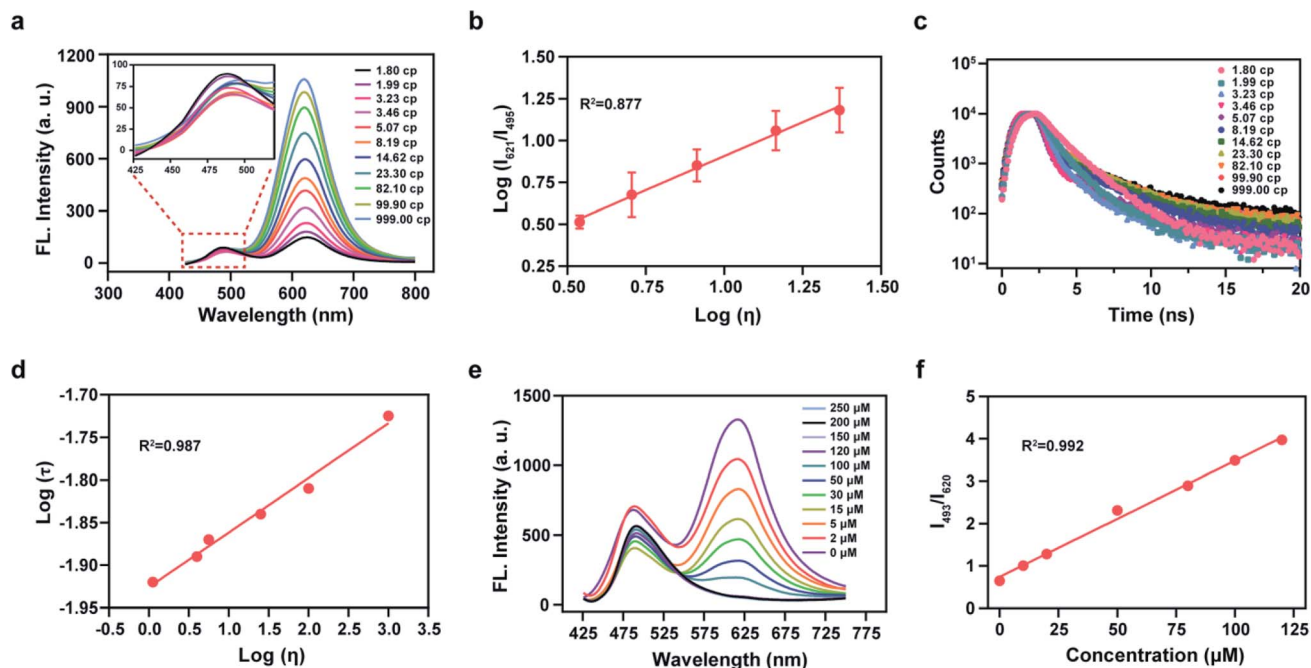 a
FL. Intensity (a. u.)
1200
900
600
300
0
300 400 500 600 700 800
Wavelength (nm)
100
75
50
25
0
425 450 475 500
1.80 cp
1.99 cp
3.23 cp
3.46 cp
5.07 cp
8.19 cp
14.62 cp
23.30 cp
82.10 cp
99.90 cp
999.00 cp
b
Log (I621/I495)
1.50
1.25
1.00
0.75
0.50
0.25
R²=0.877
0.50 0.75 1.00 1.25 1.50
Log (η)
c
Counts
10⁵
10⁴
10³
10²
10¹
0 5 10 15 20
Time (ns)
1.80 cp
1.99 cp
3.23 cp
3.46 cp
5.07 cp
8.19 cp
14.62 cp
23.30 cp
82.10 cp
99.90 cp
999.00 cp
d
Log (τ)
-1.70
-1.75
-1.80
-1.85
-1.90
-1.95
R²=0.987
-0.5 0.0 0.5 1.0 1.5 2.0 2.5 3.0 3.5
Log (η)
e
FL. Intensity (a. u.)
1500
1000
500
0
425 475 525 575 625 675 725 775
Wavelength (nm)
250 µM
200 µM
150 µM
120 µM
100 µM
50 µM
30 µM
15 µM
5 µM
2 µM
0 µM
f
I493/I620
5
4
3
2
1
0
R²=0.992
0 25 50 75 100 125
Concentration (µM)